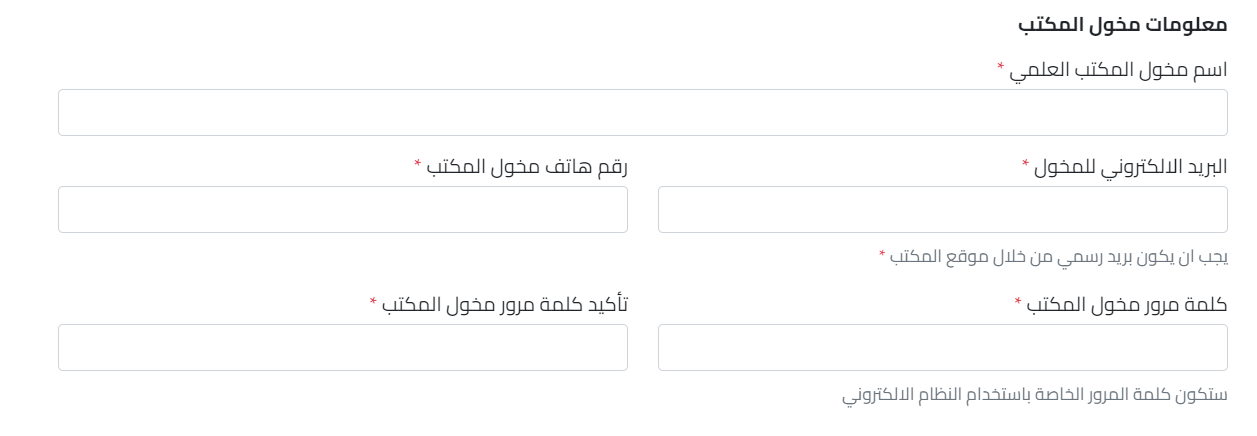 معلومات مخول المكتب
اسم مخول المكتب العلمي *
البريد الالكتروني للمخول *
رقم هاتف مخول المكتب *
يجب ان يكون بريد رسمي من خلال موقع المكتب *
كلمة مرور مخول المكتب *
تأكيد كلمة مرور مخول المكتب *
ستكون كلمة المرور الخاصة باستخدام النظام الالكتروني